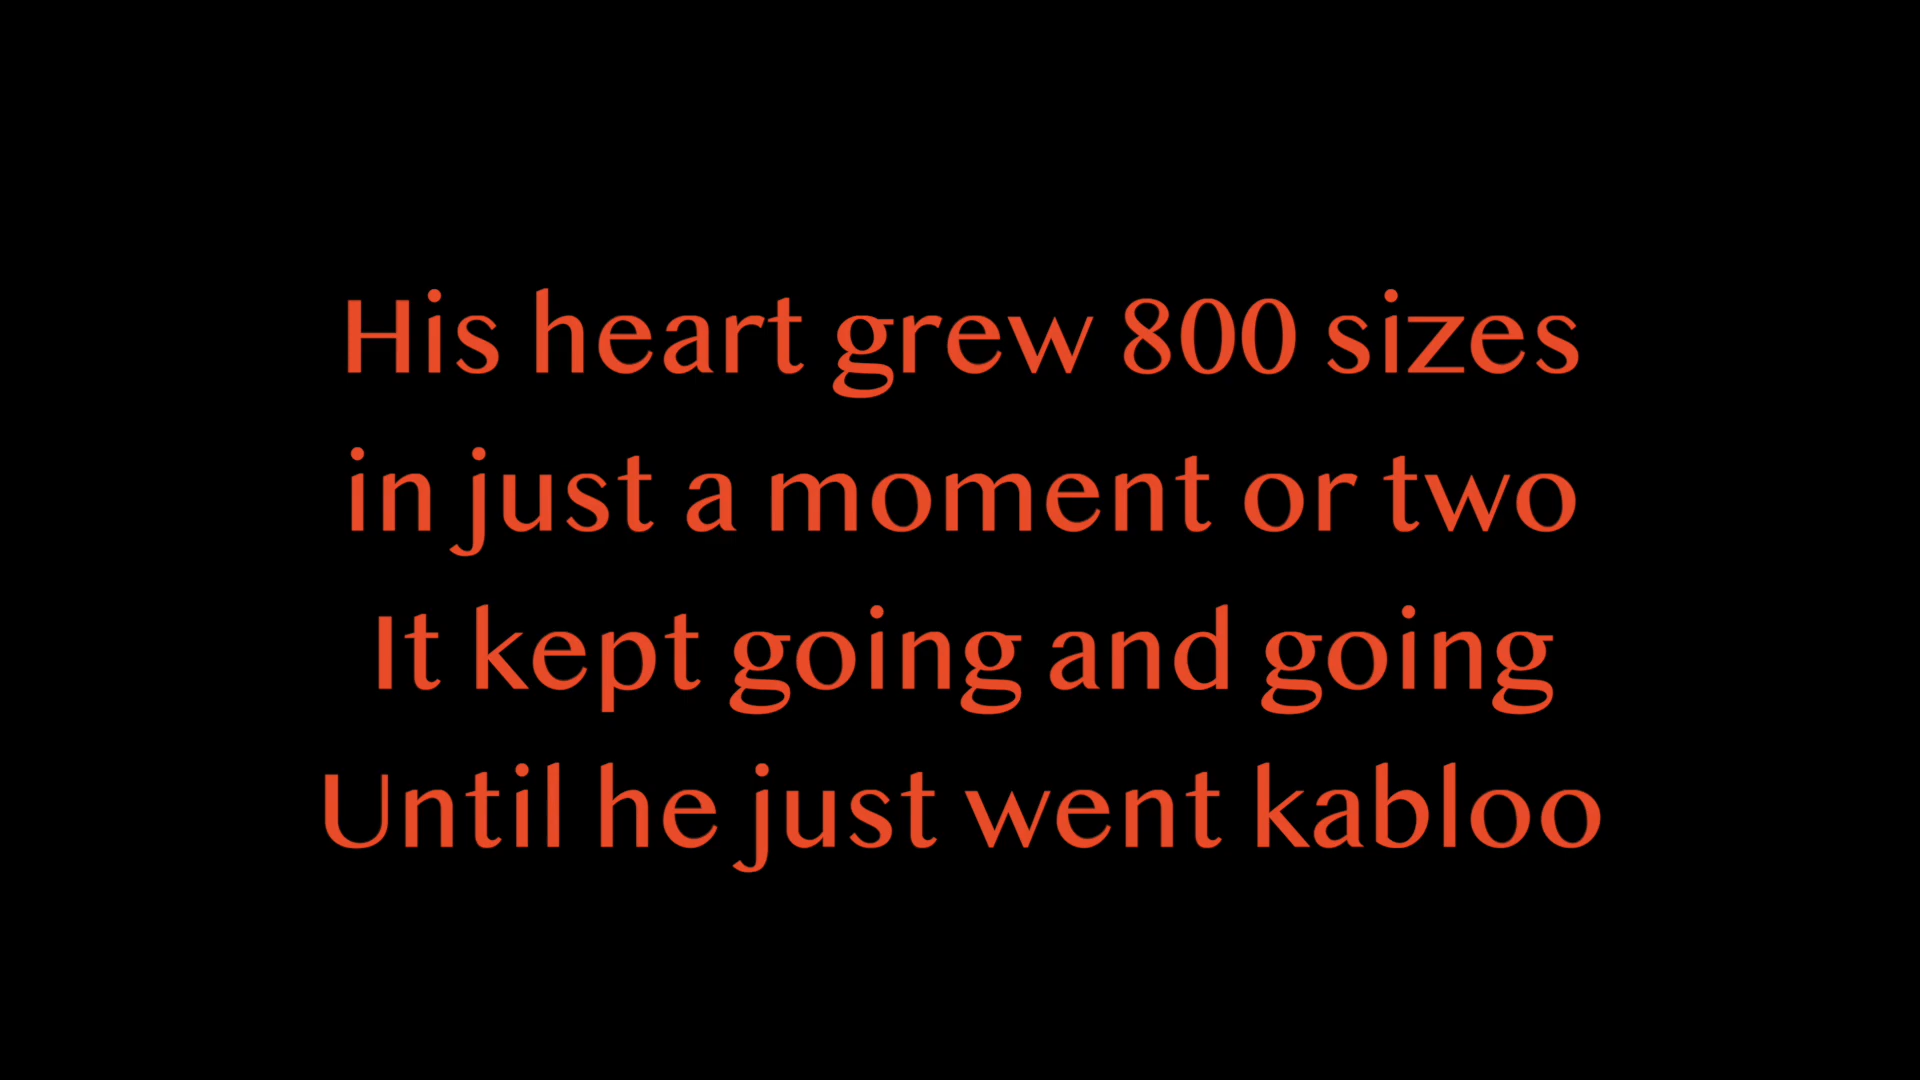 His heart grew 800 sizes
in just a moment or two
It kept going and going
Until he just went kabloo